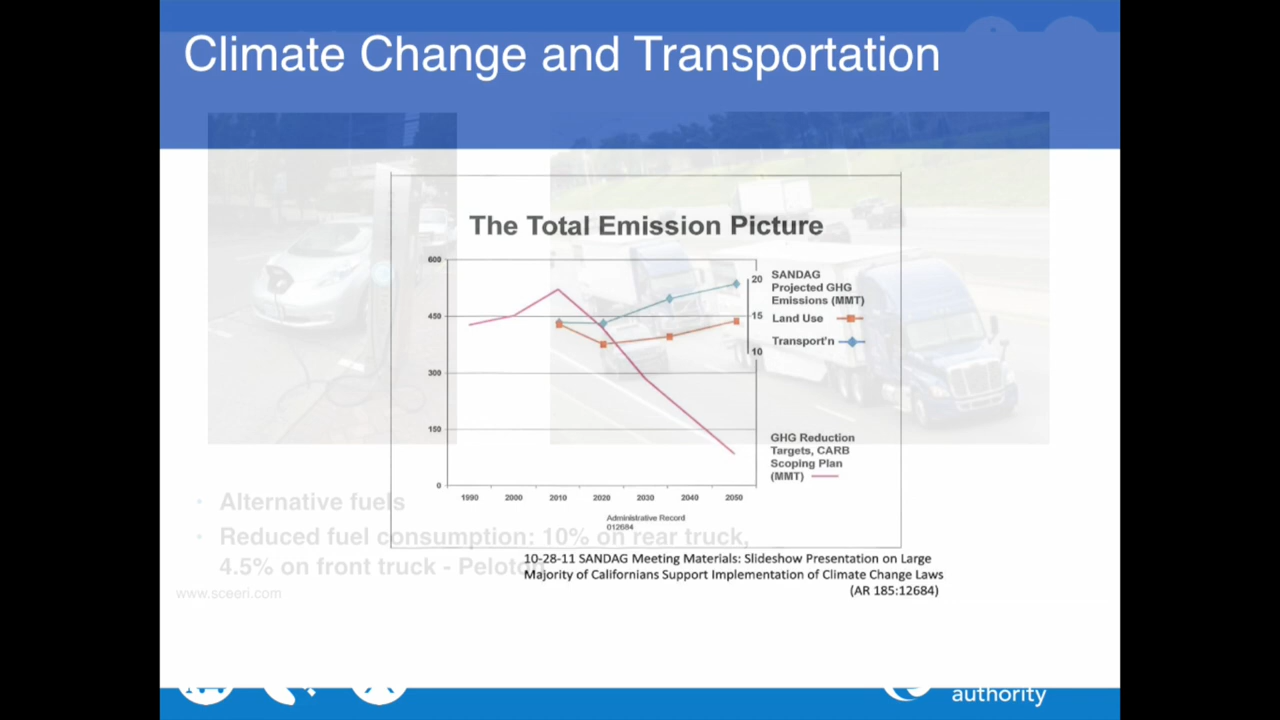 Climate Change and Transportation
The Total Emission Picture
600
450
300
150
0
1990 2000 2010 2020 2030 2040 2050
20
15
10
SANDAG
Projected GHG
Emissions (MMT)
Land Use
Transport'n
GHG Reduction
Targets, CARB
Scoping Plan
(MMT)
Administrative Record
012684
• Alternative fuels
• Reduced fuel consumption: 10% on rear truck,
4.5% on front truck - Peloton
www.sceeri.com
10-28-11 SANDAG Meeting Materials: Slideshow Presentation on Large
Majority of Californians Support Implementation of Climate Change Laws
(AR 185:12684)
authority